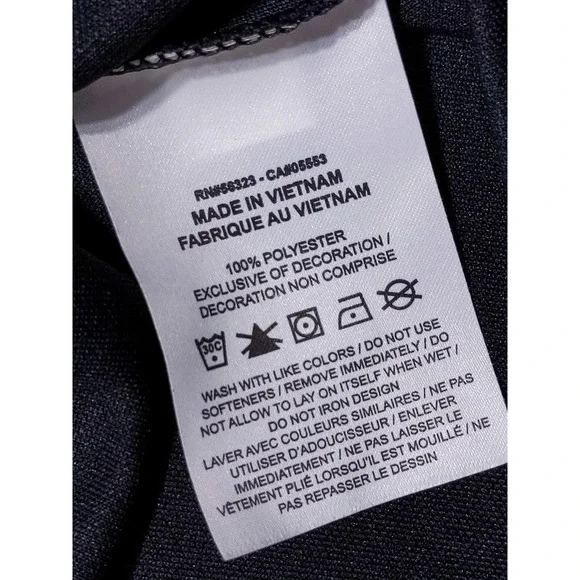 RN#56323 - CA#05553
MADE IN VIETNAM
FABRIQUE AU VIETNAM
100% POLYESTER
EXCLUSIVE OF DECORATION /
DECORATION NON COMPRISE
30C
WASH WITH LIKE COLORS / DO NOT USE
SOFTENERS / REMOVE IMMEDIATELY / DO
NOT ALLOW TO LAY ON ITSELF WHEN WET /
DO NOT IRON DESIGN
LAVER AVEC COULEURS SIMILAIRES / NE PAS
UTILISER D'ADOUCISSEUR / ENLEVER
IMMÉDIATEMENT / NE PAS LAISSER LE
VÊTEMENT PLIÉ LORSQU'IL EST MOUILLÉ / NE
PAS REPASSER LE DESSIN